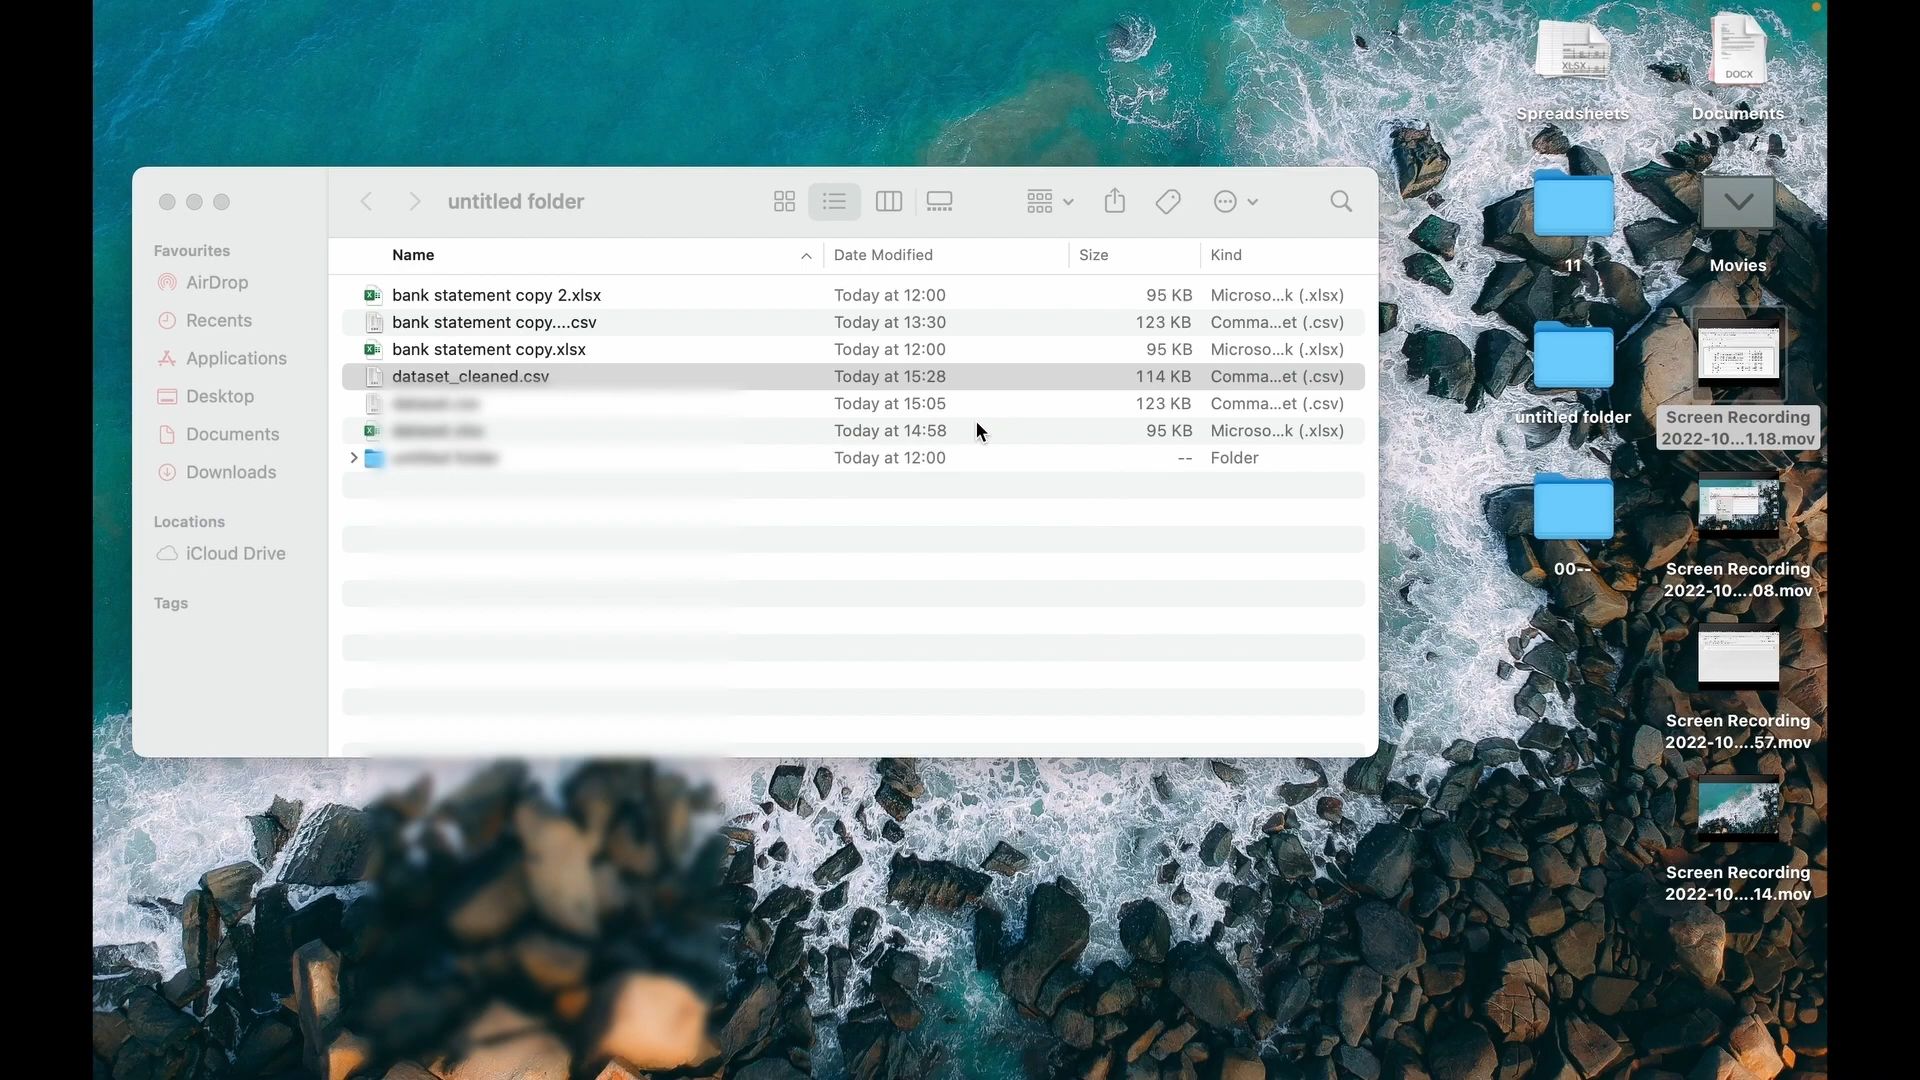 Spreadsheets
Documents
XLSX
DOCX
untitled folder
Favourites
AirDrop
Recents
Applications
Desktop
Documents
Downloads
Locations
iCloud Drive
Tags
Name Date Modified Size Kind
bank statement copy 2.xlsx Today at 12:00 95 KB Microso...k (.xlsx)
bank statement copy....csv Today at 13:30 123 KB Comma...et (.csv)
bank statement copy.xlsx Today at 12:00 95 KB Microso...k (.xlsx)
dataset_cleaned.csv Today at 15:28 114 KB Comma...et (.csv)
Today at 15:05 123 KB Comma...et (.csv)
Today at 14:58 95 KB Microso...k (.xlsx)
Today at 12:00 -- Folder
11
Movies
untitled folder
Screen Recording
2022-10...1.18.mov
00--
Screen Recording
2022-10....08.mov
Screen Recording
2022-10....57.mov
Screen Recording
2022-10....14.mov